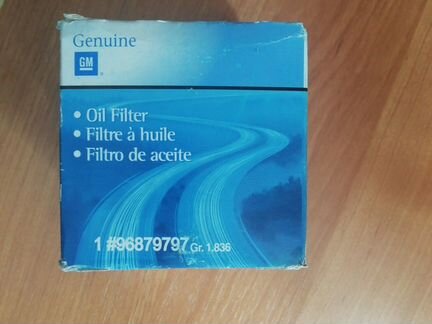 Genuine
GM
®
• Oil Filter
• Filtre à huile
• Filtro de aceite
1 #96879797 Gr. 1.836